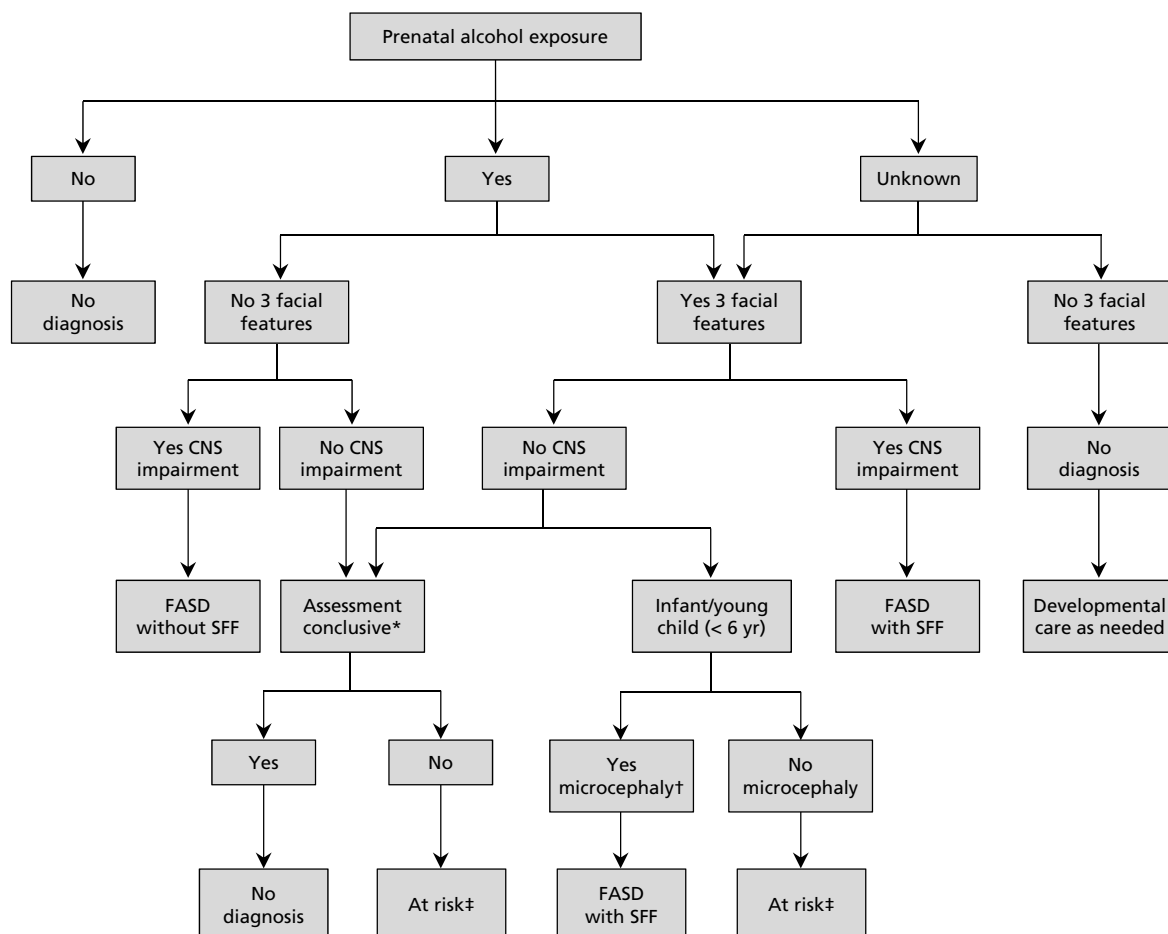 Prenatal alcohol exposure
No
Yes
Unknown
No
diagnosis
No 3 facial
features
Yes 3 facial
features
No 3 facial
features
Yes CNS
impairment
No CNS
impairment
No CNS
impairment
Yes CNS
impairment
No
diagnosis
FASD
without SFF
Assessment
conclusive*
Infant/young
child (< 6 yr)
FASD
with SFF
Developmental
care as needed
Yes
No
Yes
microcephaly†
No
microcephaly
No
diagnosis
At risk‡
FASD
with SFF
At risk‡